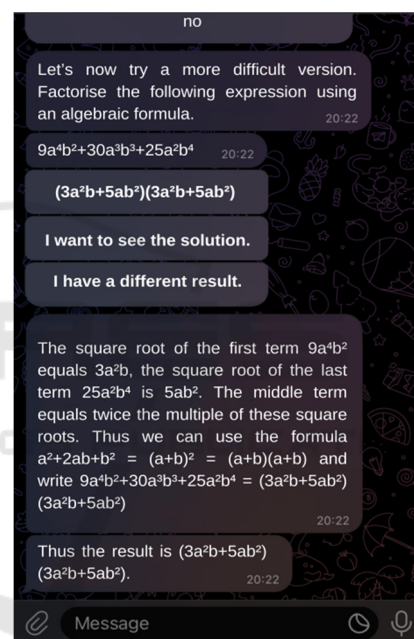 no
Let's now try a more difficult version.
Factorise the following expression using
an algebraic formula.
20:22
9a⁴b²+30a³b³+25a²b⁴ 20:22
(3a²b+5ab²)(3a²b+5ab²)
I want to see the solution.
I have a different result.
The square root of the first term 9a⁴b²
equals 3a²b, the square root of the last
term 25a²b⁴ is 5ab². The middle term
equals twice the multiple of these square
roots. Thus we can use the formula
a²+2ab+b² = (a+b)² = (a+b)(a+b) and
write 9a⁴b²+30a³b³+25a²b⁴ = (3a²b+5ab²)
(3a²b+5ab²)
20:22
Thus the result is (3a²b+5ab²)
(3a²b+5ab²).
20:22
Message